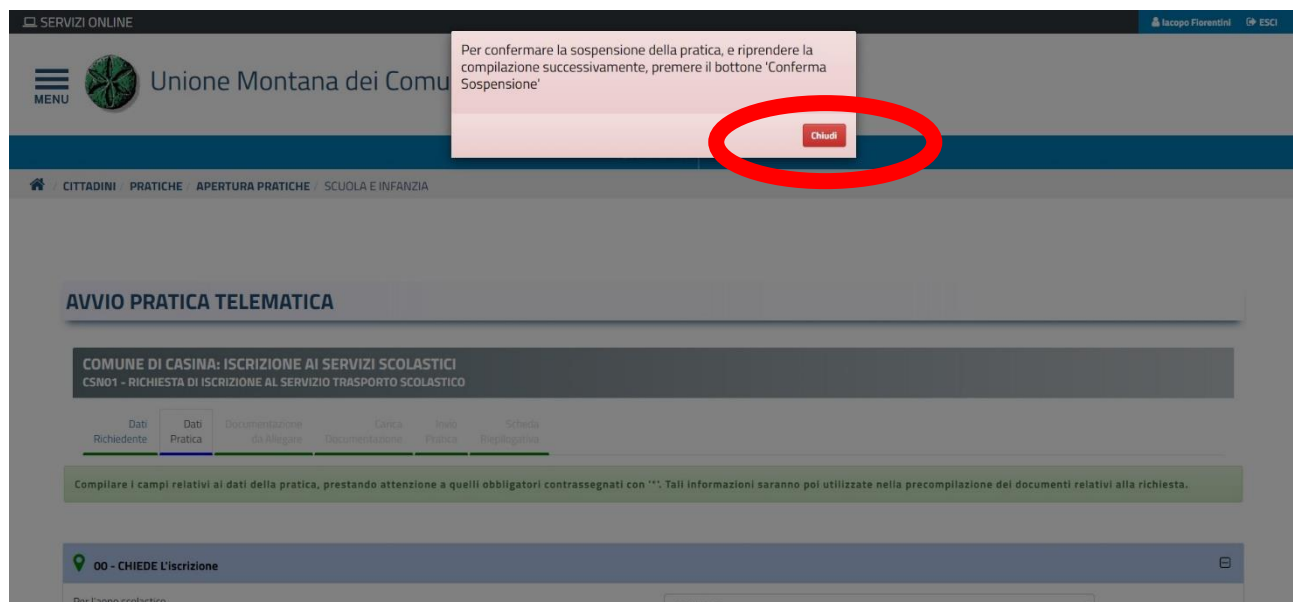 SERVIZI ONLINE
Iacopo Fiorentini ESCI
Per confermare la sospensione della pratica, e riprendere la
compilazione successivamente, premere il bottone 'Conferma
Sospensione'
Chiudi
MENU
Unione Montana dei Comu
/ CITTADINI / PRATICHE / APERTURA PRATICHE / SCUOLA E INFANZIA
AVVIO PRATICA TELEMATICA
COMUNE DI CASINA: ISCRIZIONE AI SERVIZI SCOLASTICI
CSN01 - RICHIESTA DI ISCRIZIONE AL SERVIZIO TRASPORTO SCOLASTICO
Dati Richiedente
Dati Pratica
Documentazione da Allegare
Carica Documentazione
Invio Pratica
Scheda Riepilogativa
Compilare i campi relativi ai dati della pratica, prestando attenzione a quelli obbligatori contrassegnati con '*'. Tali informazioni saranno poi utilizzate nella precompilazione dei documenti relativi alla richiesta.
00 - CHIEDE L'iscrizione
Per l'anno scolastico